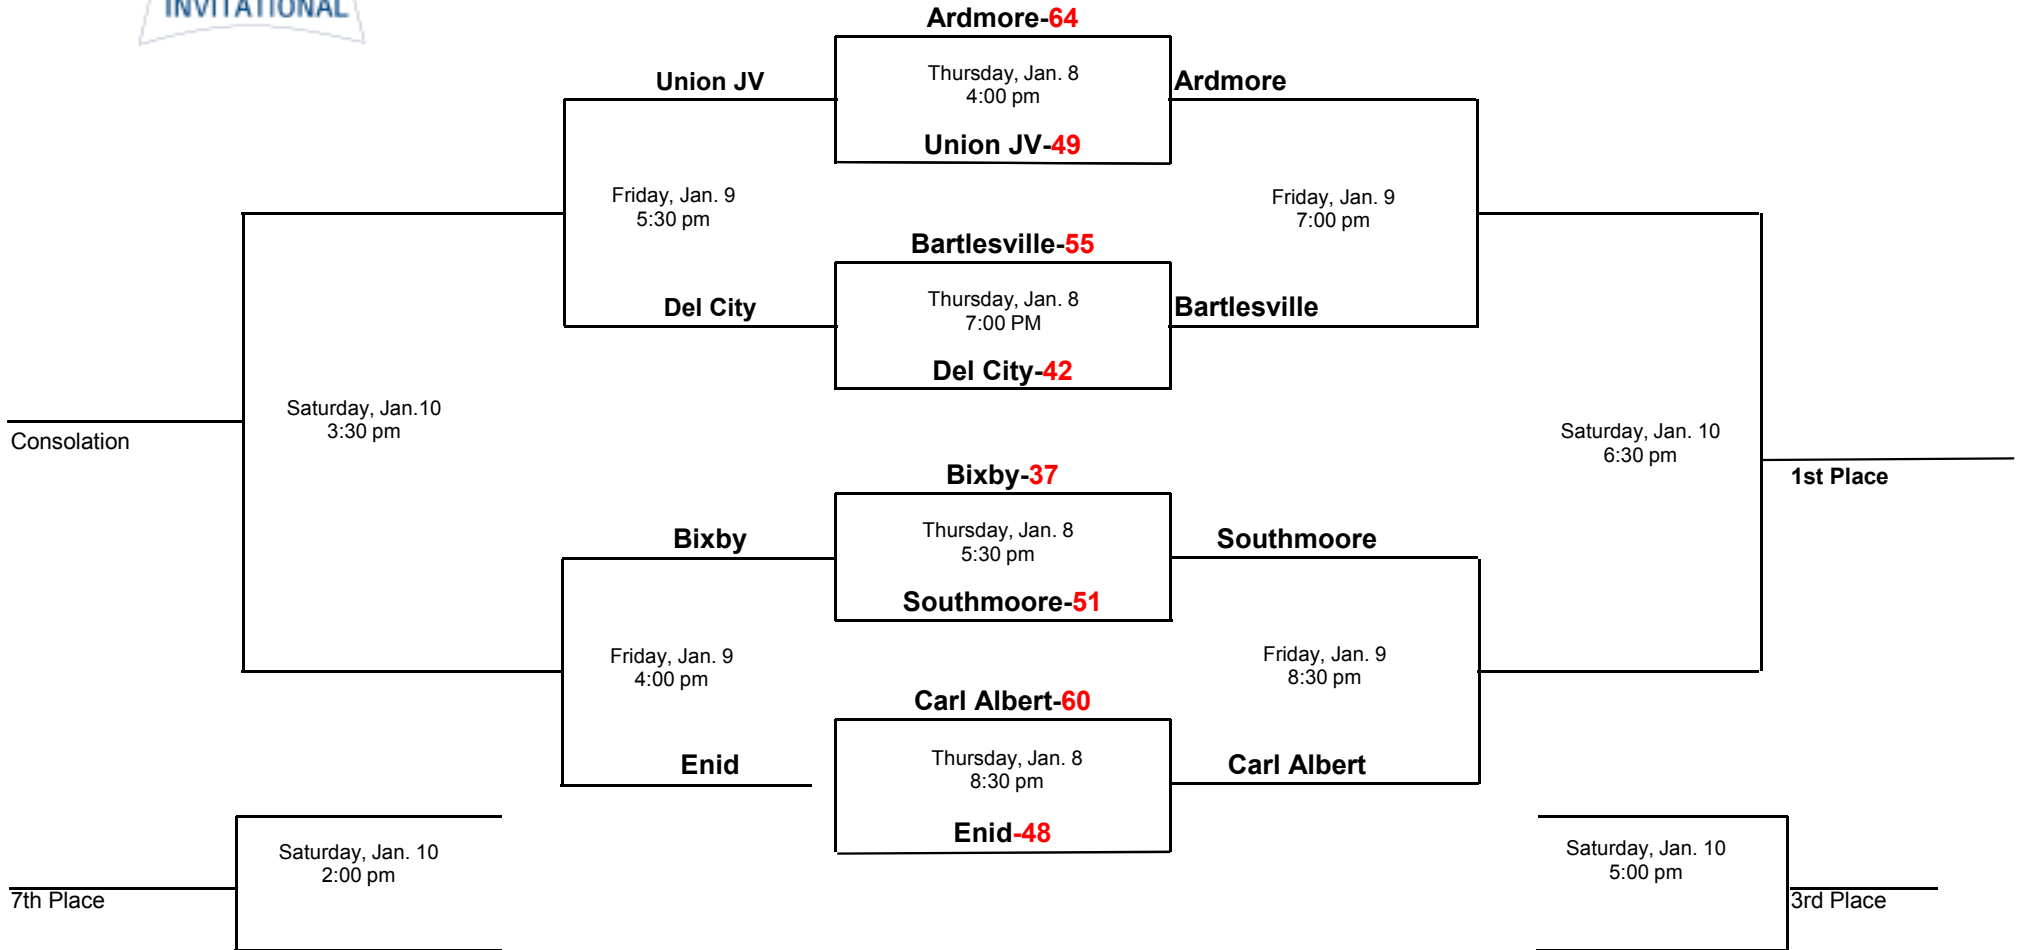 INVITATIONAL
Ardmore-64
Union JV
Thursday, Jan. 8
4:00 pm
Ardmore
Union JV-49
Friday, Jan. 9
5:30 pm
Friday, Jan. 9
7:00 pm
Bartlesville-55
Del City
Thursday, Jan. 8
7:00 PM
Bartlesville
Del City-42
Saturday, Jan.10
3:30 pm
Consolation
Saturday, Jan. 10
6:30 pm
1st Place
Bixby-37
Bixby
Thursday, Jan. 8
5:30 pm
Southmoore
Southmoore-51
Friday, Jan. 9
4:00 pm
Friday, Jan. 9
8:30 pm
Carl Albert-60
Enid
Thursday, Jan. 8
8:30 pm
Carl Albert
Enid-48
Saturday, Jan. 10
2:00 pm
7th Place
Saturday, Jan. 10
5:00 pm
3rd Place